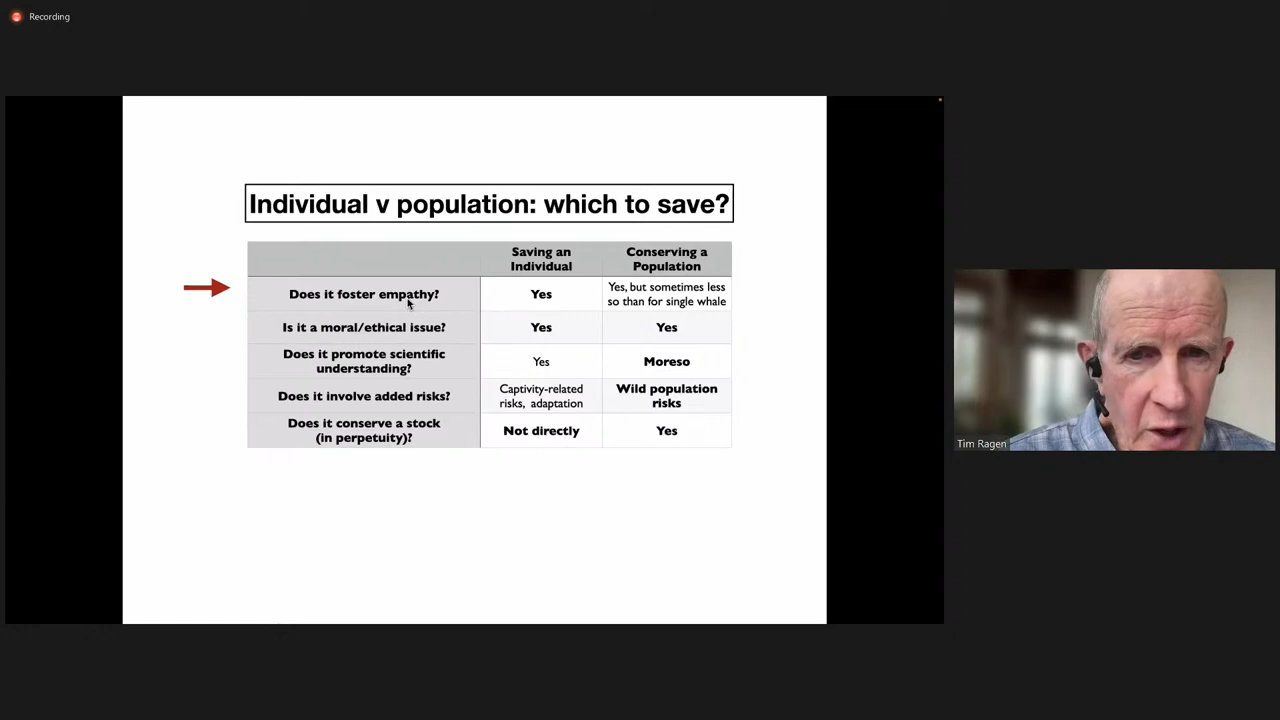 Recording
Individual v population: which to save?
Saving an
Individual
Conserving a
Population
Does it foster empathy?
Yes
Yes, but sometimes less
so than for single whale
Is it a moral/ethical issue?
Yes
Yes
Does it promote scientific
understanding?
Yes
Moreso
Does it involve added risks?
Captivity-related
risks, adaptation
Wild population
risks
Does it conserve a stock
(in perpetuity)?
Not directly
Yes
Tim Ragen